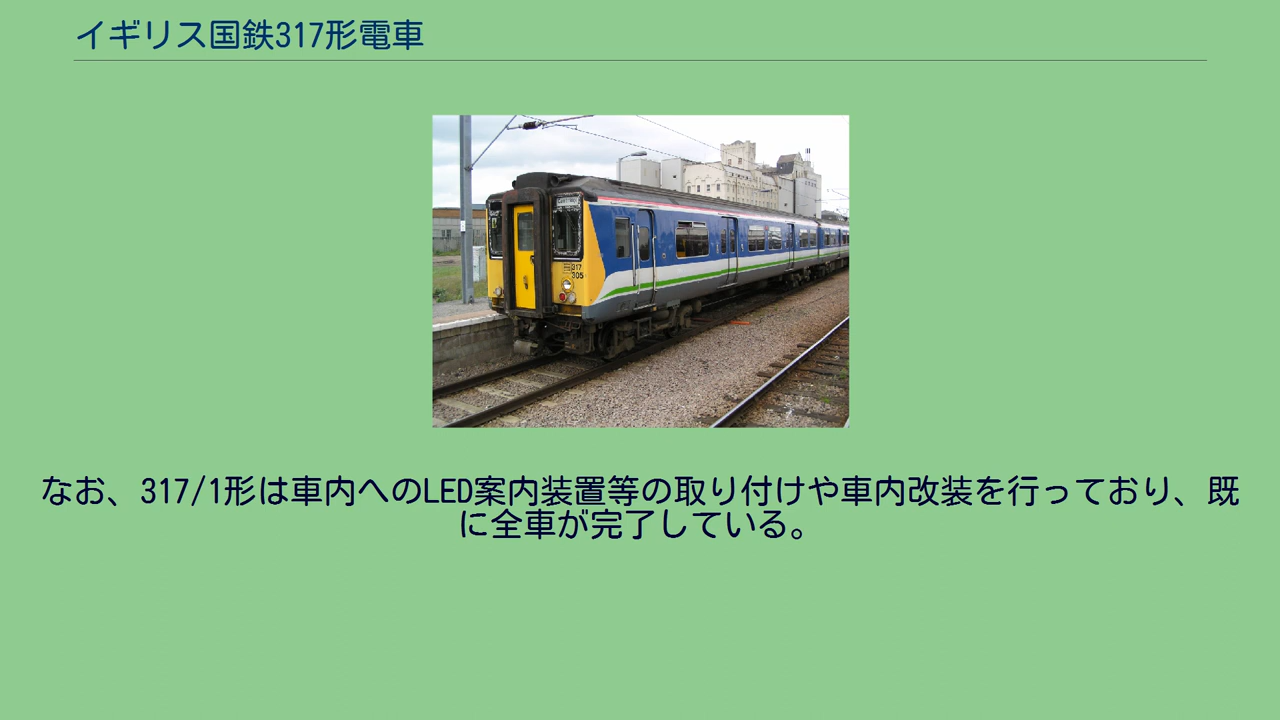 イギリス国鉄317形電車
317
305
なお、317/1形は車内へのLED案内装置等の取り付けや車内改装を行っており、既
に全車が完了している。